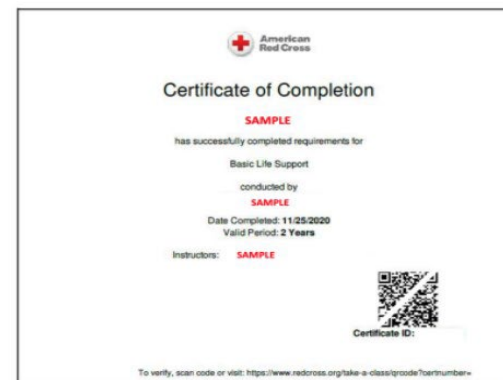 American
Red Cross
Certificate of Completion
SAMPLE
has successfully completed requirements for
Basic Life Support
conducted by
SAMPLE
Date Completed: 11/25/2020
Valid Period: 2 Years
Instructors: SAMPLE
Certificate ID:
To verify, scan code or visit: https://www.redcross.org/take-a-class/qrcode?certnumber=